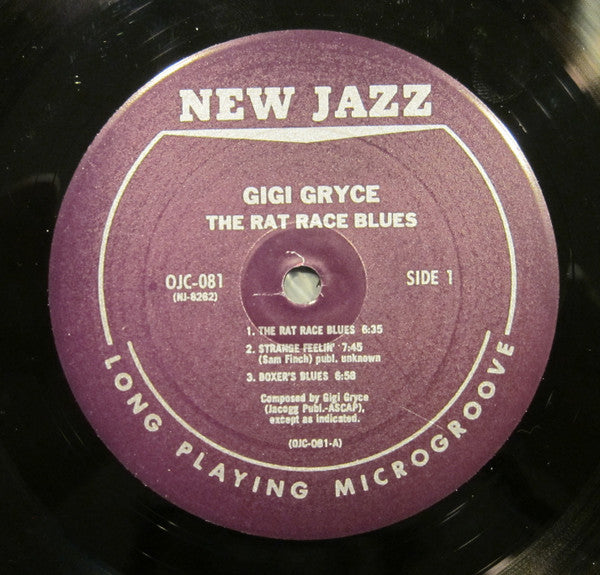 NEW JAZZ
GIGI GRYCE
THE RAT RACE BLUES
OJC-081
(NJ-8262)
SIDE 1
1. THE RAT RACE BLUES 6:35
2. STRANGE FEELIN' 7:45
(Sam Finch) publ. unknown
3. BOXER'S BLUES 6:58
Composed by Gigi Gryce
(Jacogg Publ.-ASCAP),
except as indicated.
(OJC-081-A)
LONG PLAYING MICROGROOVE